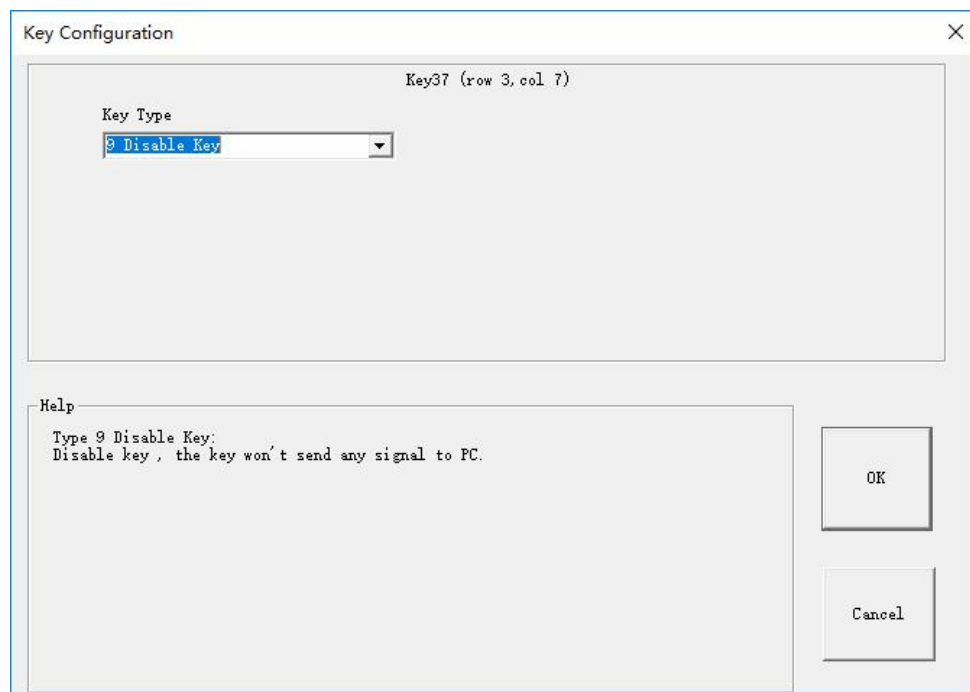 Key Configuration
Key37 (row 3,col 7)
Key Type
9 Disable Key
Help
Type 9 Disable Key:
Disable key , the key won't send any signal to PC.
OK
Cancel